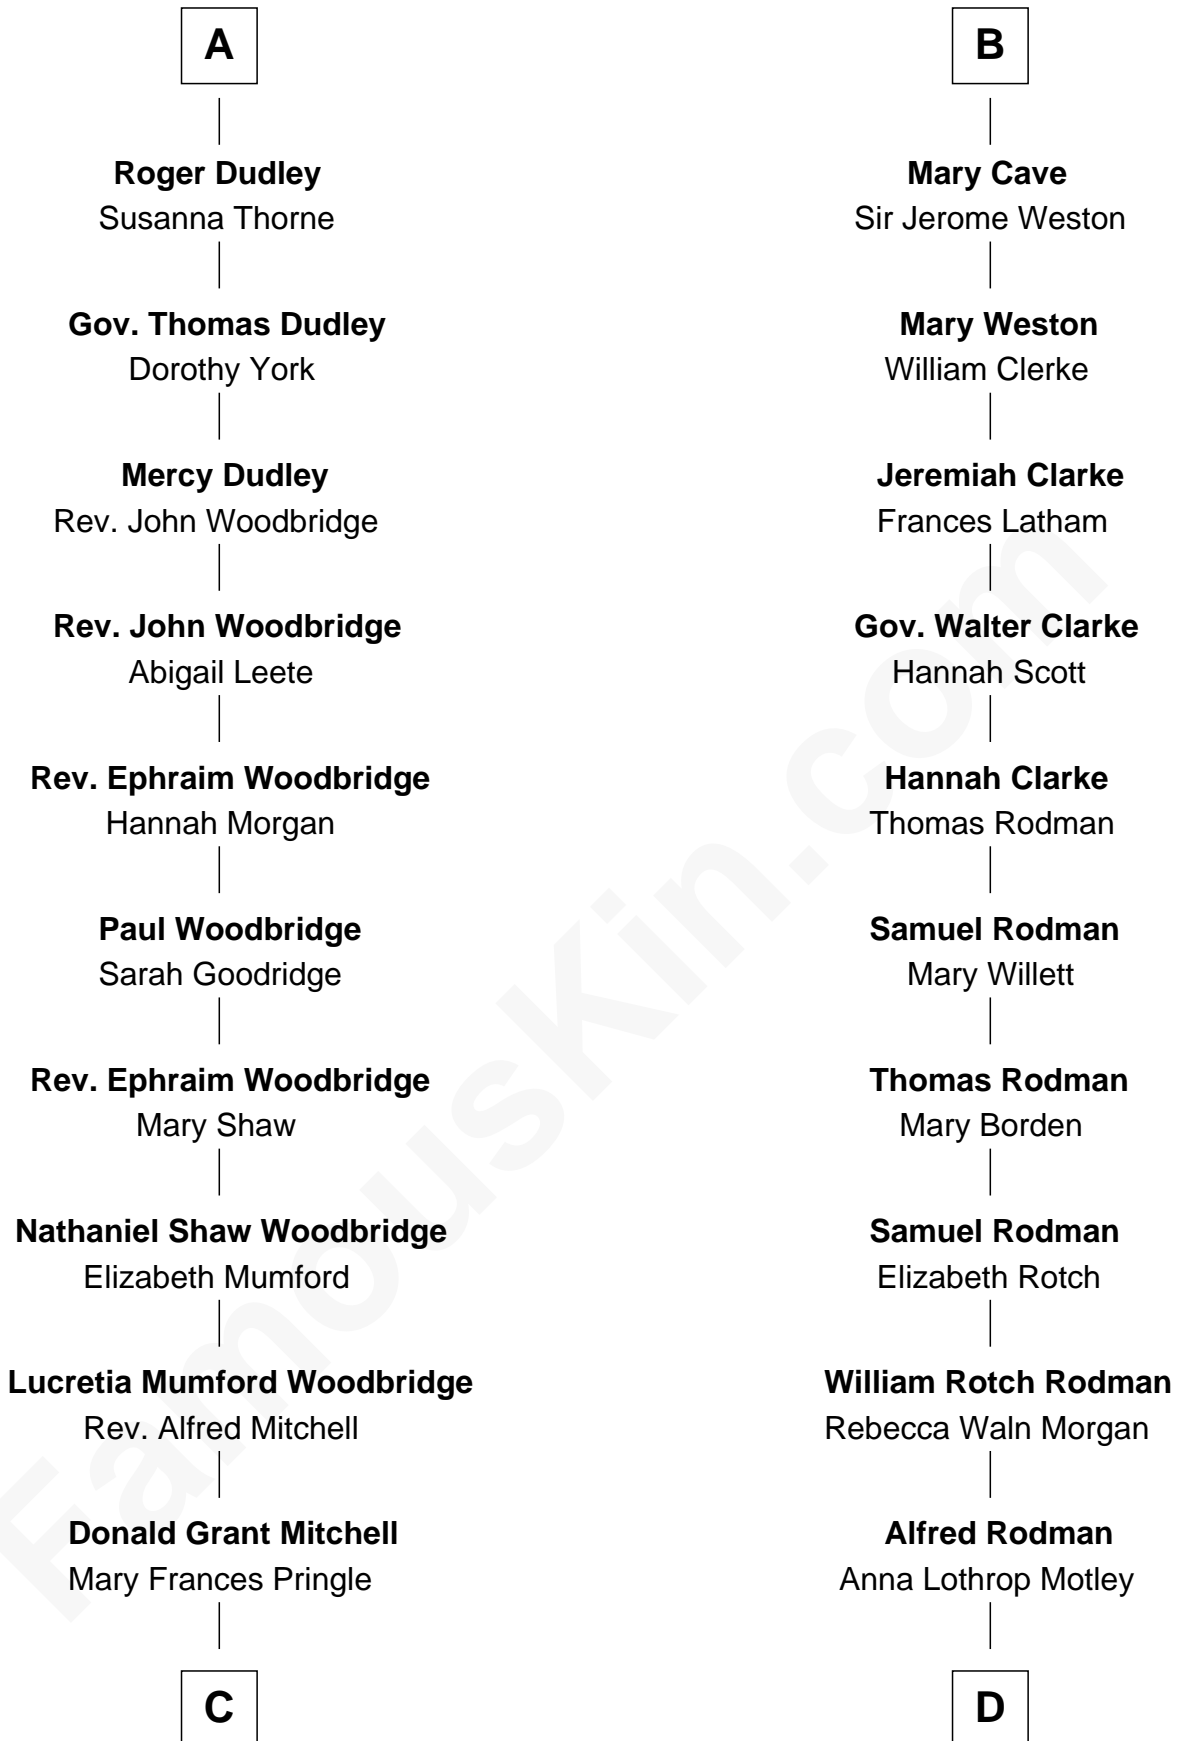 A
Roger Dudley
Susanna Thorne
Gov. Thomas Dudley
Dorothy York
Mercy Dudley
Rev. John Woodbridge
Rev. John Woodbridge
Abigail Leete
Rev. Ephraim Woodbridge
Hannah Morgan
Paul Woodbridge
Sarah Goodridge
Rev. Ephraim Woodbridge
Mary Shaw
Nathaniel Shaw Woodbridge
Elizabeth Mumford
Lucretia Mumford Woodbridge
Rev. Alfred Mitchell
Donald Grant Mitchell
Mary Frances Pringle
C
B
Mary Cave
Sir Jerome Weston
Mary Weston
William Clerke
Jeremiah Clarke
Frances Latham
Gov. Walter Clarke
Hannah Scott
Hannah Clarke
Thomas Rodman
Samuel Rodman
Mary Willett
Thomas Rodman
Mary Borden
Samuel Rodman
Elizabeth Rotch
William Rotch Rodman
Rebecca Waln Morgan
Alfred Rodman
Anna Lothrop Motley
D
FamousKin.com